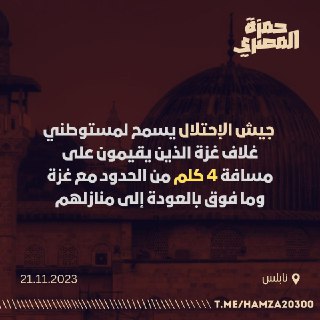 حمزة
المصري
جيش الإحتلال يسمح لمستوطني
غلاف غزة الذين يقيمون على
مسافة 4 كلم من الحدود مع غزة
وما فوق بالعودة إلى منازلهم
21.11.2023
نابلس
T.ME/HAMZA20300